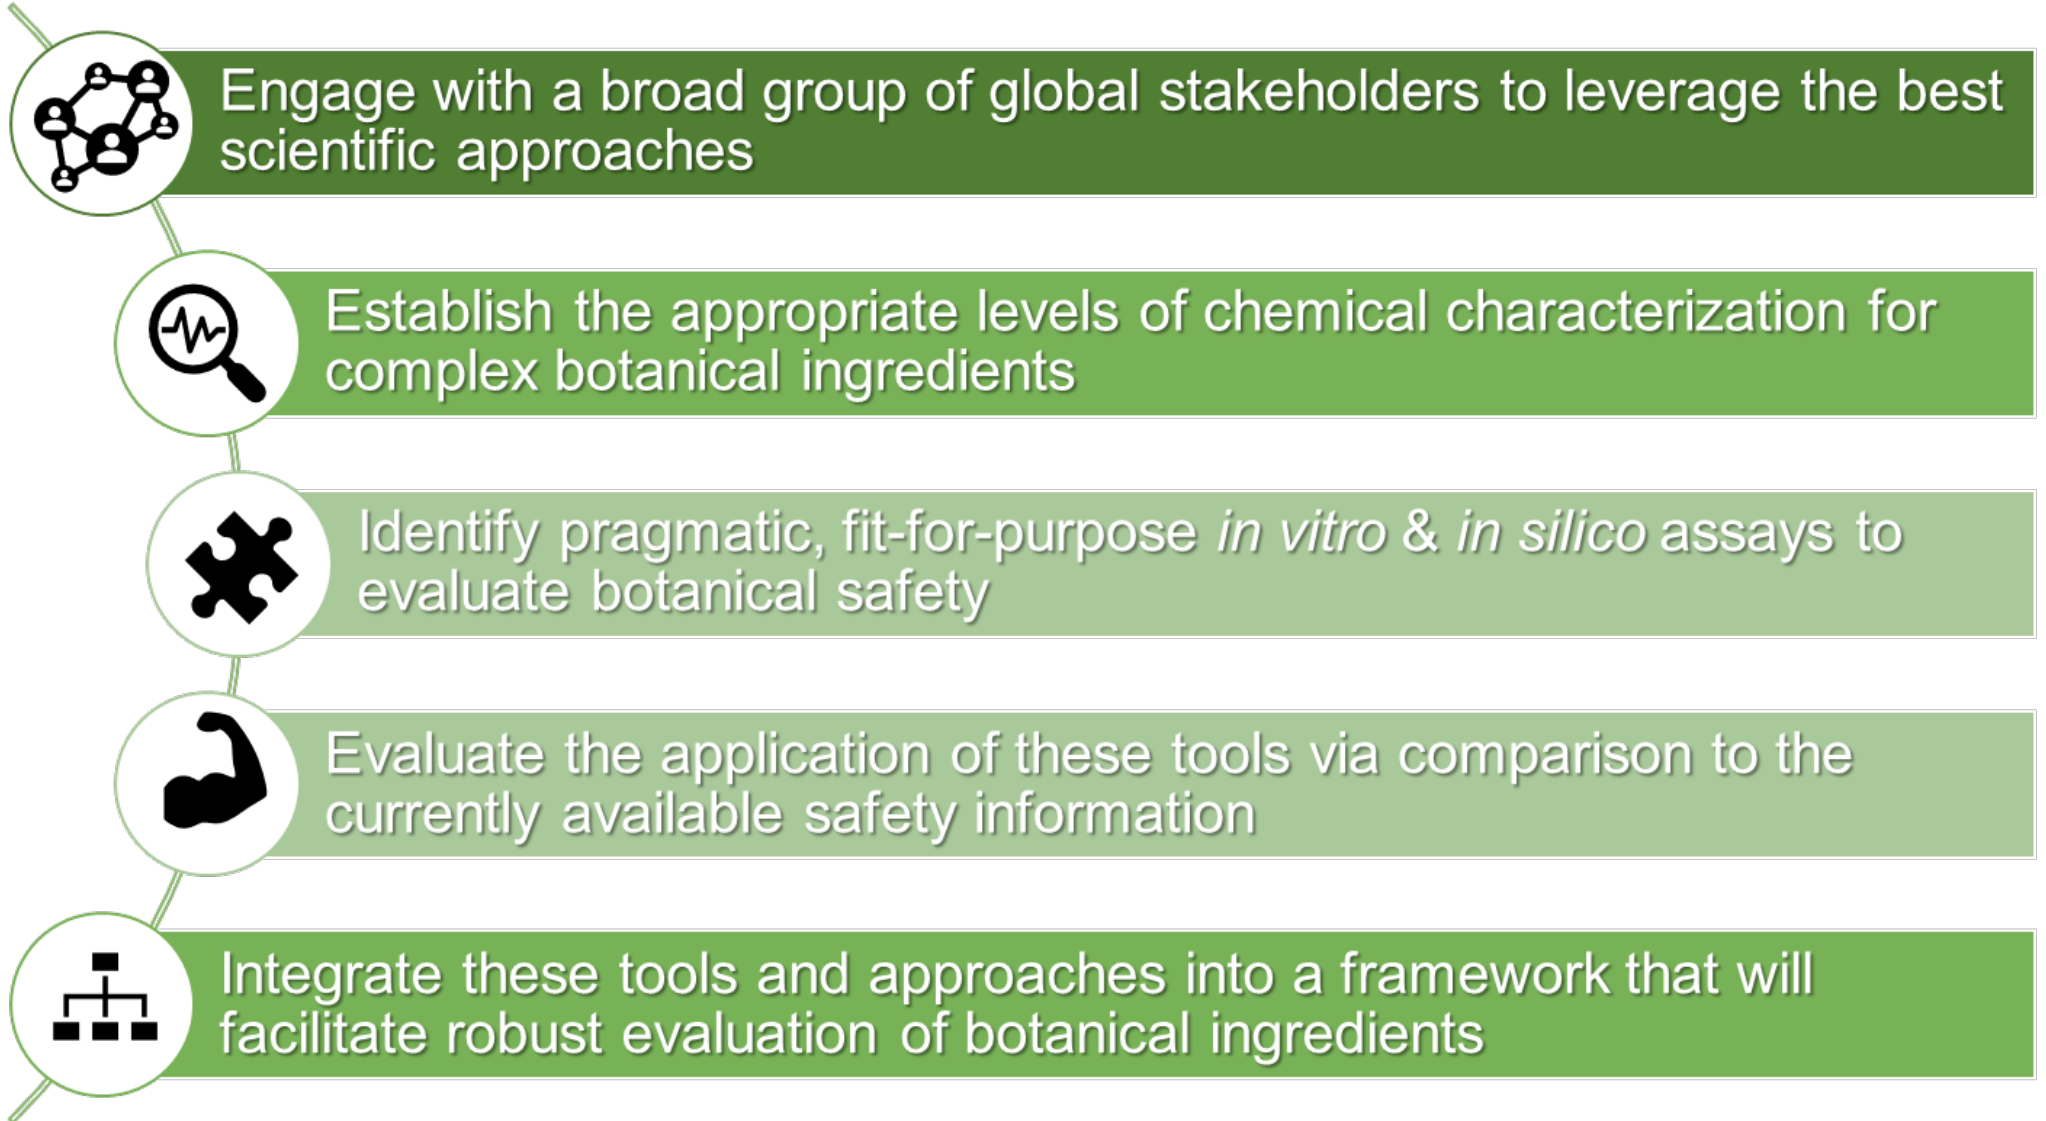 Engage with a broad group of global stakeholders to leverage the best
scientific approaches
Establish the appropriate levels of chemical characterization for
complex botanical ingredients
Identify pragmatic, fit-for-purpose in vitro & in silico assays to
evaluate botanical safety
Evaluate the application of these tools via comparison to the
currently available safety information
Integrate these tools and approaches into a framework that will
facilitate robust evaluation of botanical ingredients